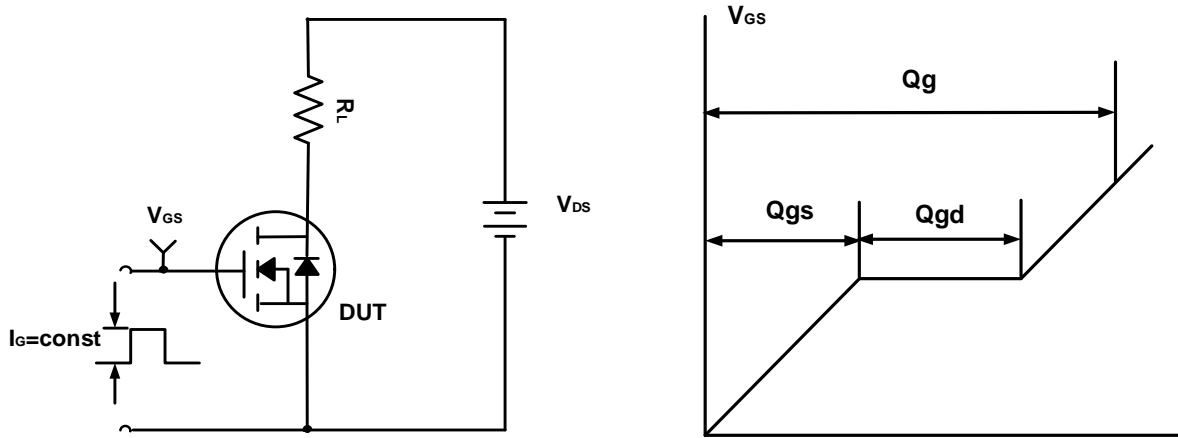 RL
VDS
VGS
DUT
IG=const
VGS
Qg
Qgs
Qgd